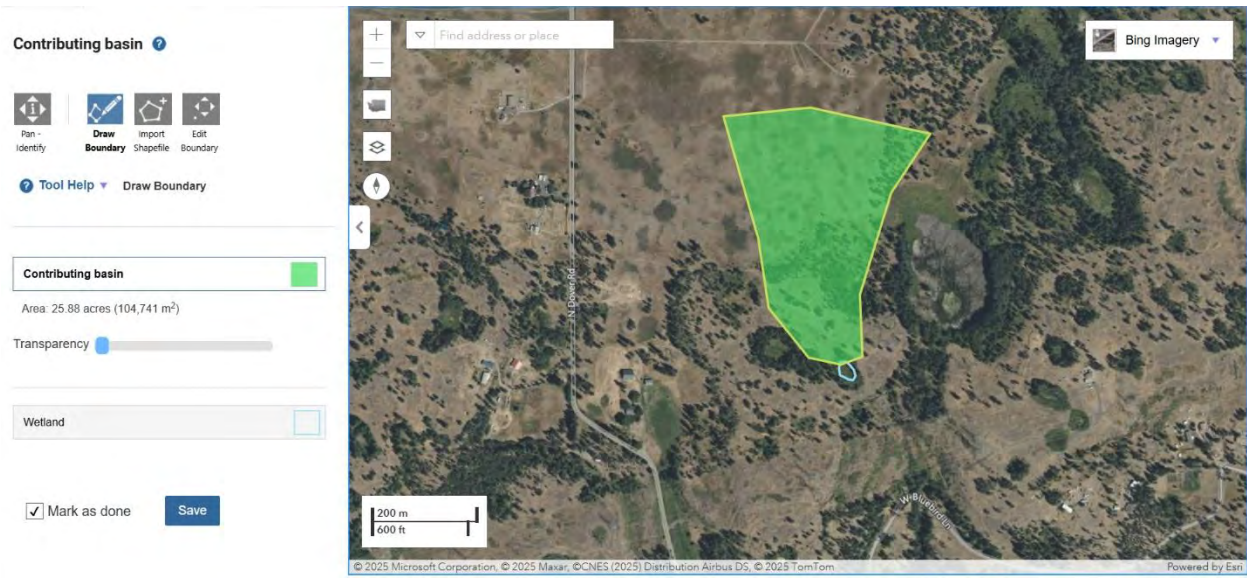 Contributing basin ?
Pan -
Identify
Draw
Boundary
Import
Shapefile
Edit
Boundary
? Tool Help Draw Boundary
Contributing basin
Area: 25.88 acres (104,741 m²)
Transparency
Wetland
Mark as done
Save
Find address or place
Bing Imagery
N Dover Rd
W Bluebird Ln
200 m
600 ft
© 2025 Microsoft Corporation, © 2025 Maxar, ©CNES (2025) Distribution Airbus DS, © 2025 TomTom
Powered by Esri